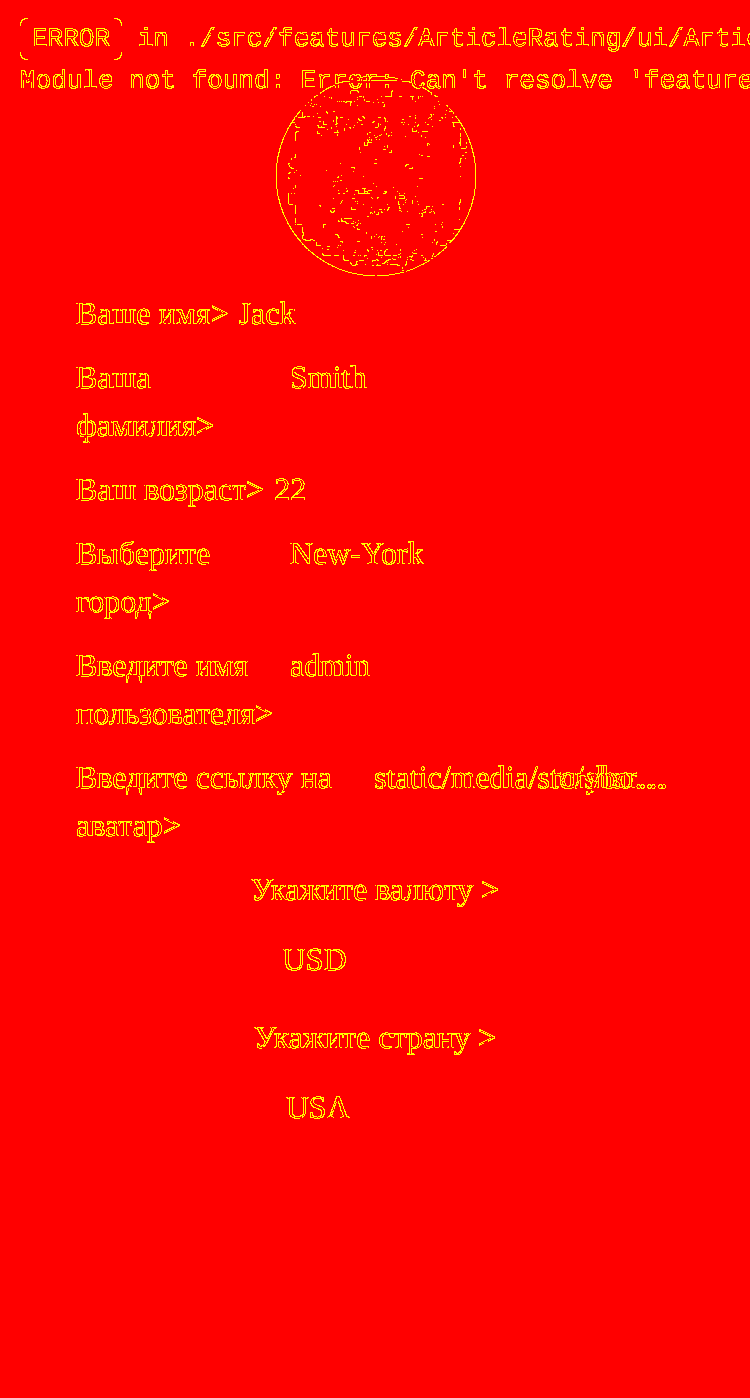 ERROR in ./src/features/ArticleRating/ui/Artic
Module not found: Error: Can't resolve 'feature
Ваше имя> Jack
Ваша Smith
фамилия>
Ваш возраст> 22
Выберите New-York
город>
Введите имя admin
пользователя>
Введите ссылку на static/media/storybo....
аватар>
Укажите валюту >
USD
Укажите страну >
USA